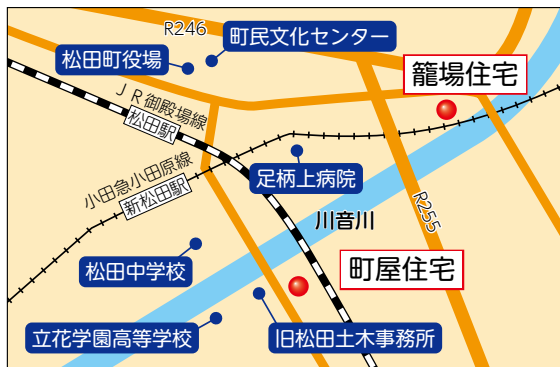 R246
町民文化センター
松田町役場
籠場住宅
JR御殿場線
松田駅
小田急小田原線
新松田駅
足柄上病院
R255
川音川
松田中学校
町屋住宅
立花学園高等学校
旧松田土木事務所